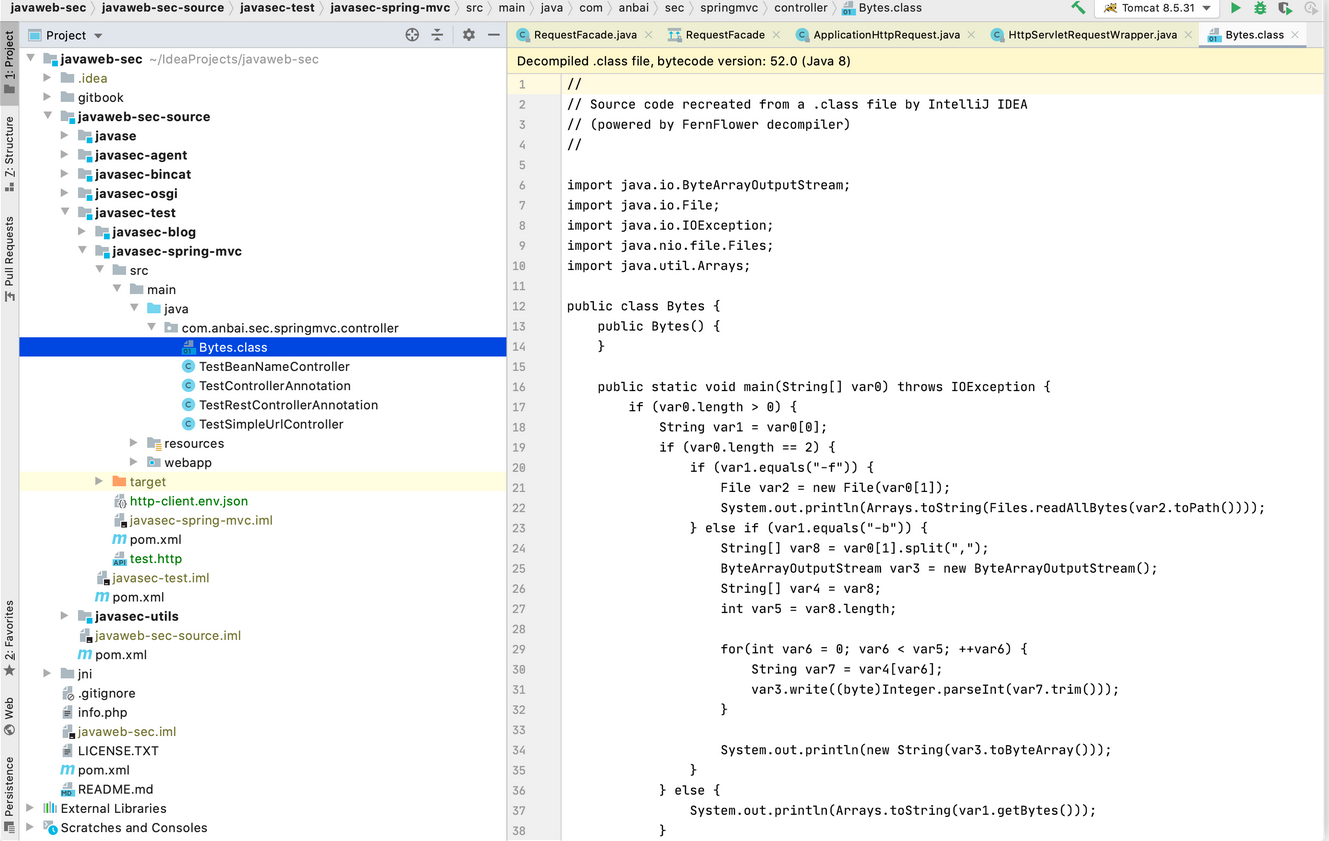 javaweb-sec javaweb-sec-source javasec-test javasec-spring-mvc src main java com anbai sec springmvc controller Bytes.class Tomcat 8.5.31
1: Project
Z: Structure
Pull Requests
2: Favorites
Web
Persistence
Project
javaweb-sec ~/IdeaProjects/javaweb-sec
.idea
gitbook
javaweb-sec-source
javase
javasec-agent
javasec-bincat
javasec-osgi
javasec-test
javasec-blog
javasec-spring-mvc
src
main
java
com.anbai.sec.springmvc.controller
Bytes.class
TestBeanNameController
TestControllerAnnotation
TestRestControllerAnnotation
TestSimpleUrlController
resources
webapp
target
http-client.env.json
javasec-spring-mvc.iml
pom.xml
test.http
javasec-test.iml
pom.xml
javasec-utils
javaweb-sec-source.iml
pom.xml
jni
.gitignore
info.php
javaweb-sec.iml
LICENSE.TXT
pom.xml
README.md
External Libraries
Scratches and Consoles
RequestFacade.java RequestFacade ApplicationHttpRequest.java HttpServletRequestWrapper.java Bytes.class
Decompiled .class file, bytecode version: 52.0 (Java 8)
1 //
2 // Source code recreated from a .class file by IntelliJ IDEA
3 // (powered by FernFlower decompiler)
4 //
5
6 import java.io.ByteArrayOutputStream;
7 import java.io.File;
8 import java.io.IOException;
9 import java.nio.file.Files;
10 import java.util.Arrays;
11
12 public class Bytes {
13 public Bytes() {
14 }
15
16 public static void main(String[] var0) throws IOException {
17 if (var0.length > 0) {
18 String var1 = var0[0];
19 if (var0.length == 2) {
20 if (var1.equals("-f")) {
21 File var2 = new File(var0[1]);
22 System.out.println(Arrays.toString(Files.readAllBytes(var2.toPath())));
23 } else if (var1.equals("-b")) {
24 String[] var8 = var0[1].split(",");
25 ByteArrayOutputStream var3 = new ByteArrayOutputStream();
26 String[] var4 = var8;
27 int var5 = var8.length;
28
29 for(int var6 = 0; var6 < var5; ++var6) {
30 String var7 = var4[var6];
31 var3.write((byte)Integer.parseInt(var7.trim()));
32 }
33
34 System.out.println(new String(var3.toByteArray()));
35 }
36 } else {
37 System.out.println(Arrays.toString(var1.getBytes()));
38 }